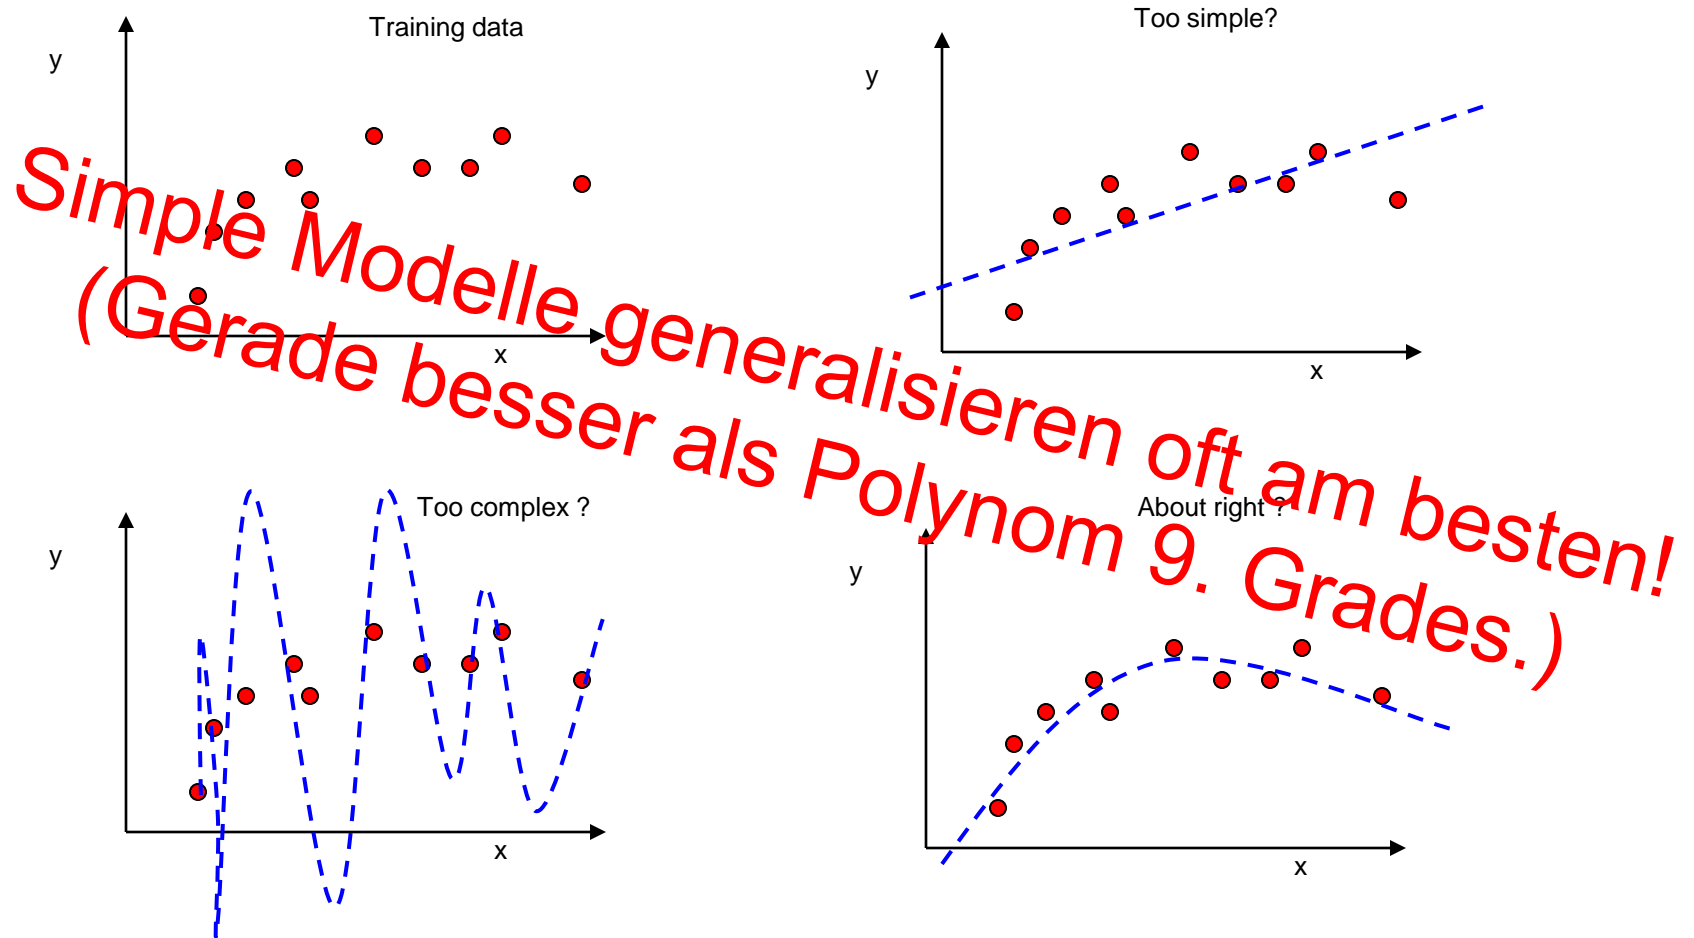 Training data
y
x
Too simple?
y
x
Simple Modelle generalisieren oft am besten!
(Gerade besser als Polynom 9. Grades.)
Too complex ?
y
x
About right ?
y
x